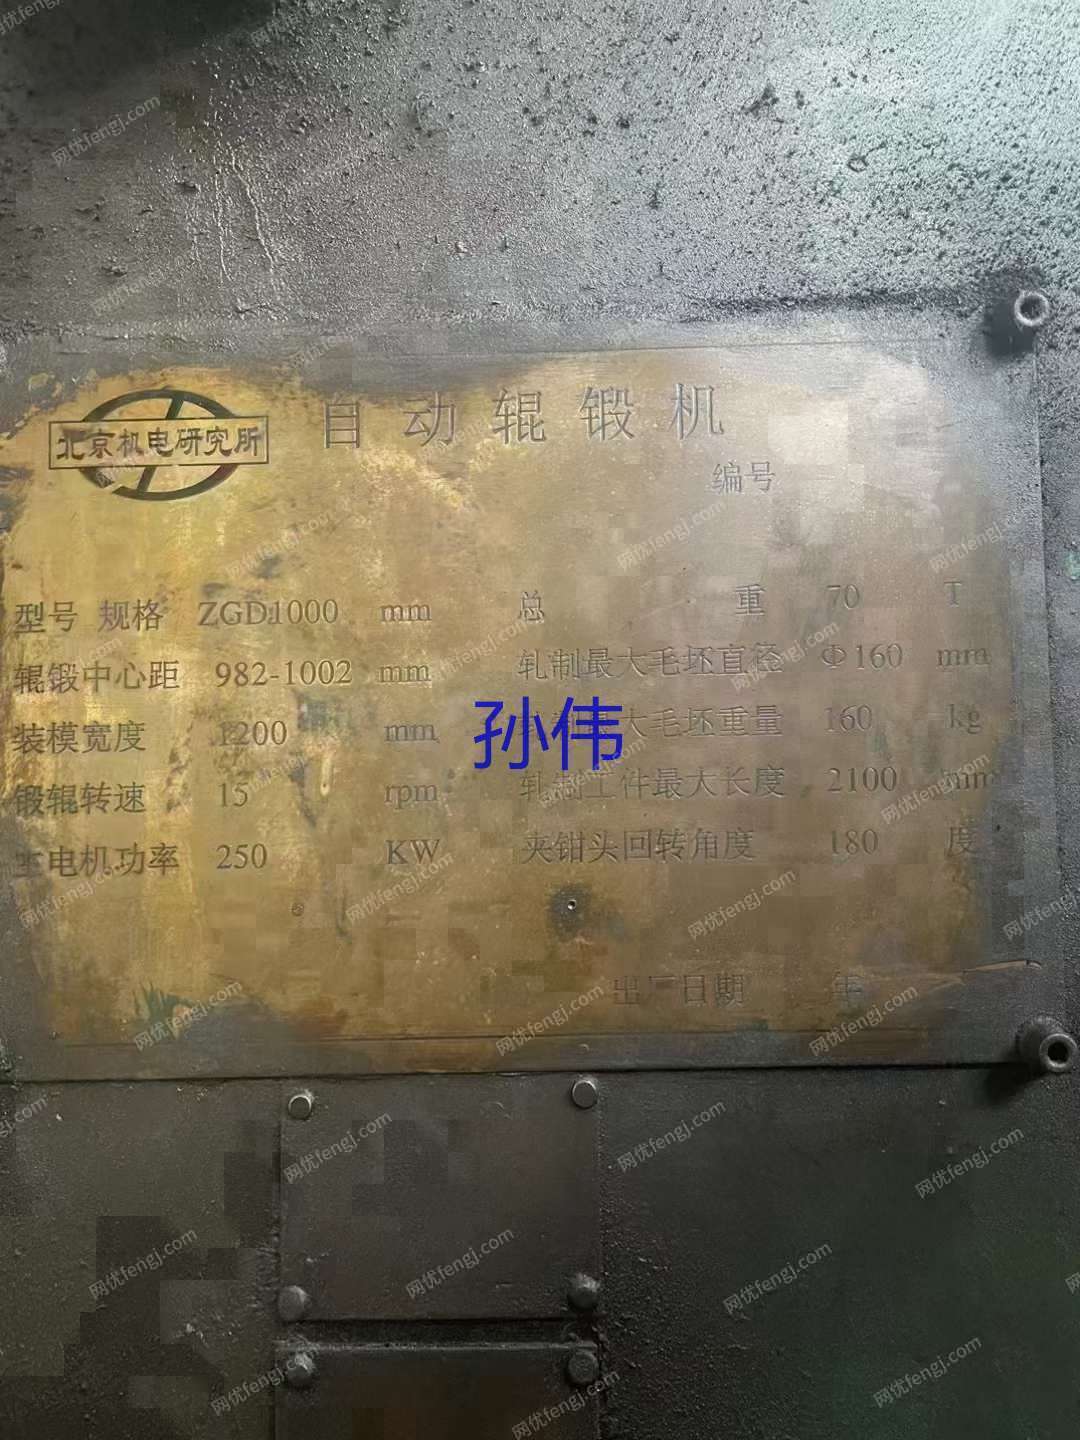 北京机电研究所
自动辊锻机
编号
型号 规格 ZGD1000 mm 总 重 70 T
辊锻中心距 982-1002 mm 轧制最大毛坯直径 Φ160 mm
装模宽度 1200 mm 大毛坯重量 160 kg
孙伟
锻辊转速 15 rpm 轧制工件最大长度 2100 mm
主电机功率 250 KW 夹钳头回转角度 180 度
出厂日期 年
网优fengj.com